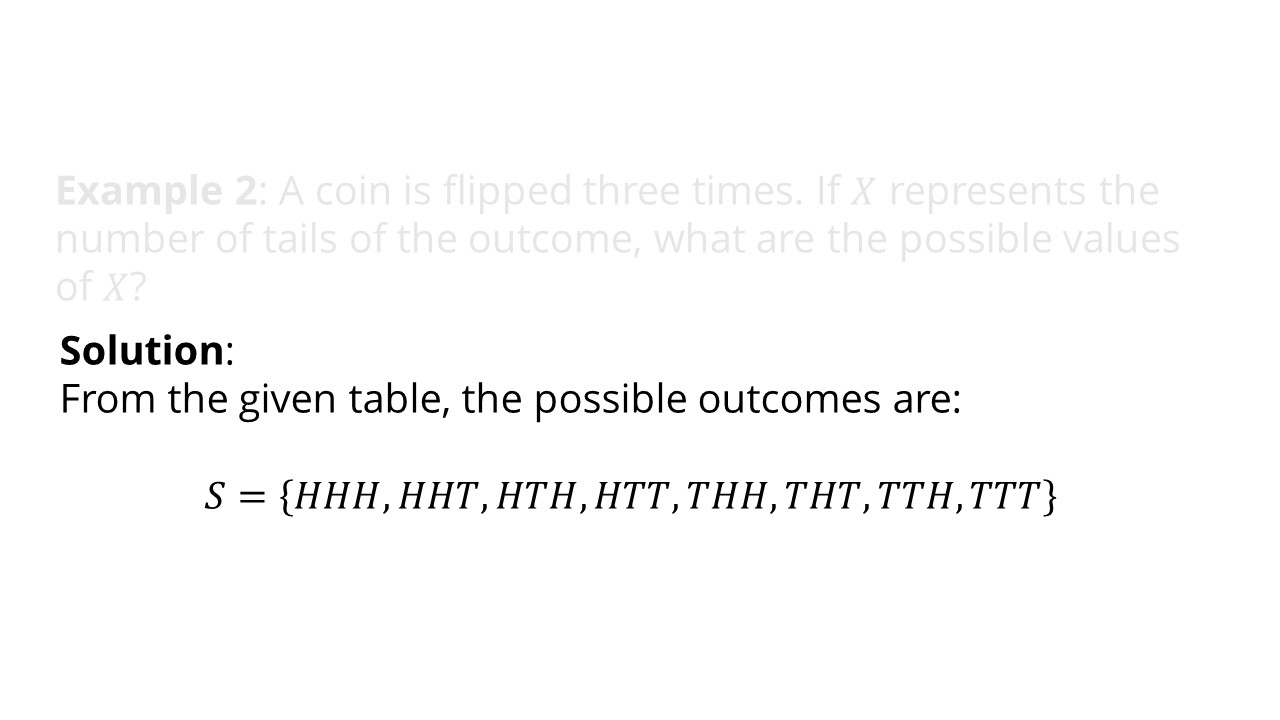 Example 2: A coin is flipped three times. If X represents the
number of tails of the outcome, what are the possible values
of X?
Solution:
From the given table, the possible outcomes are:
S = {HHH, HHT, HTH, HTT, THH, THT, TTH, TTT}